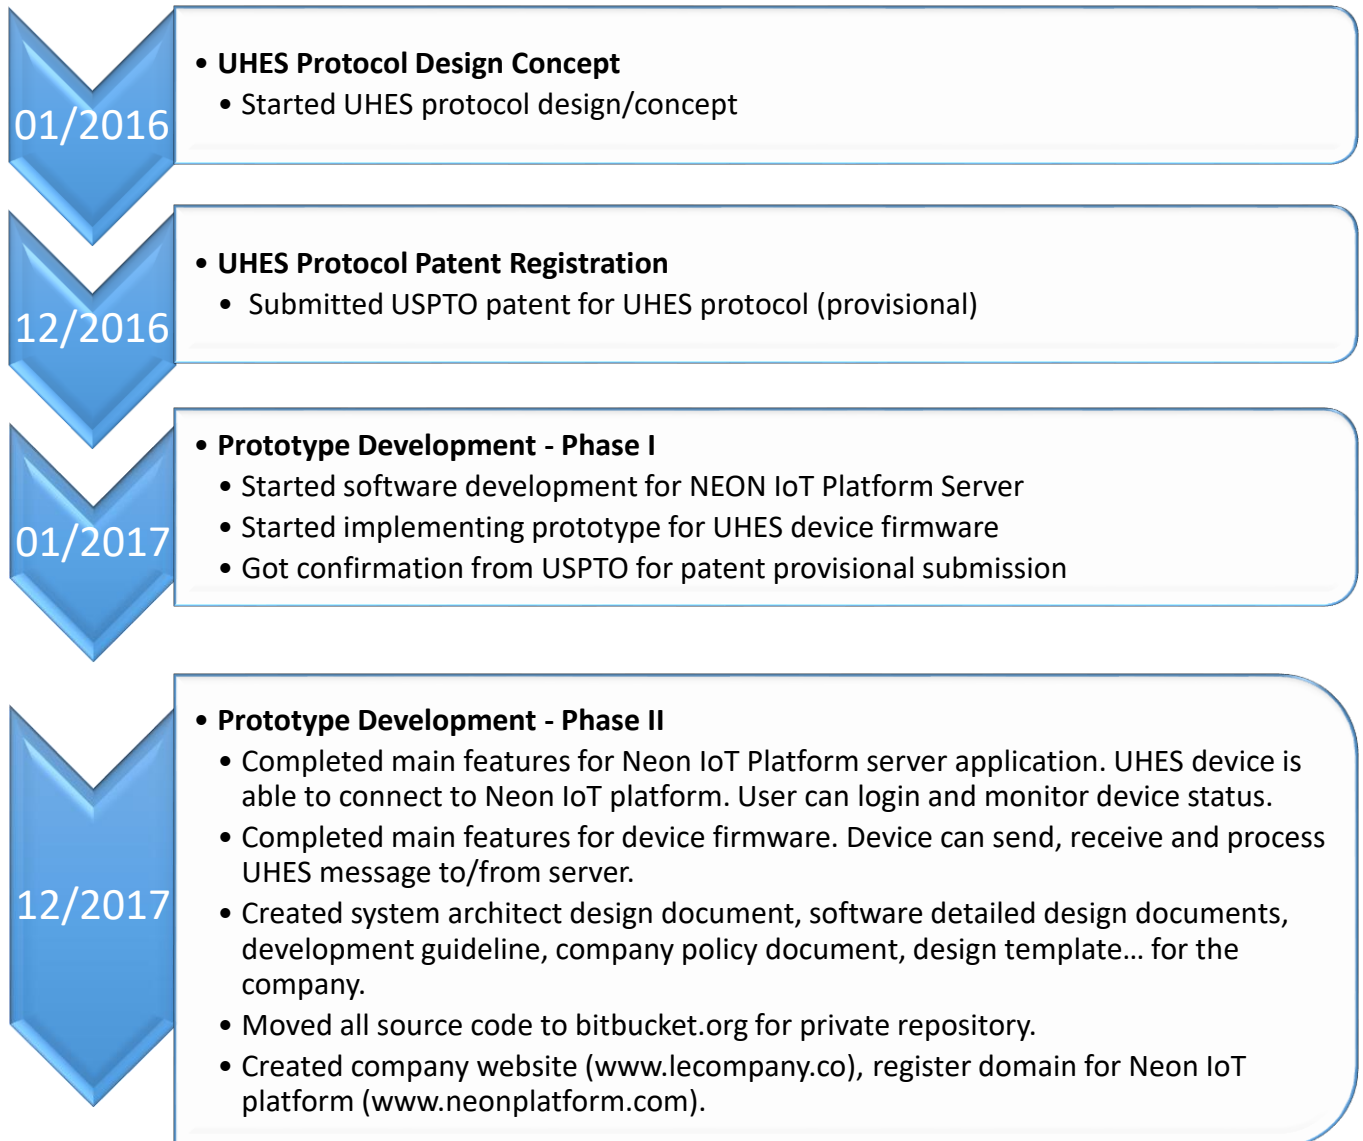 01/2016
• UHES Protocol Design Concept
• Started UHES protocol design/concept
12/2016
• UHES Protocol Patent Registration
• Submitted USPTO patent for UHES protocol (provisional)
01/2017
• Prototype Development - Phase I
• Started software development for NEON IoT Platform Server
• Started implementing prototype for UHES device firmware
• Got confirmation from USPTO for patent provisional submission
12/2017
• Prototype Development - Phase II
• Completed main features for Neon IoT Platform server application. UHES device is
able to connect to Neon IoT platform. User can login and monitor device status.
• Completed main features for device firmware. Device can send, receive and process
UHES message to/from server.
• Created system architect design document, software detailed design documents,
development guideline, company policy document, design template… for the
company.
• Moved all source code to bitbucket.org for private repository.
• Created company website (www.lecompany.co), register domain for Neon IoT
platform (www.neonplatform.com).